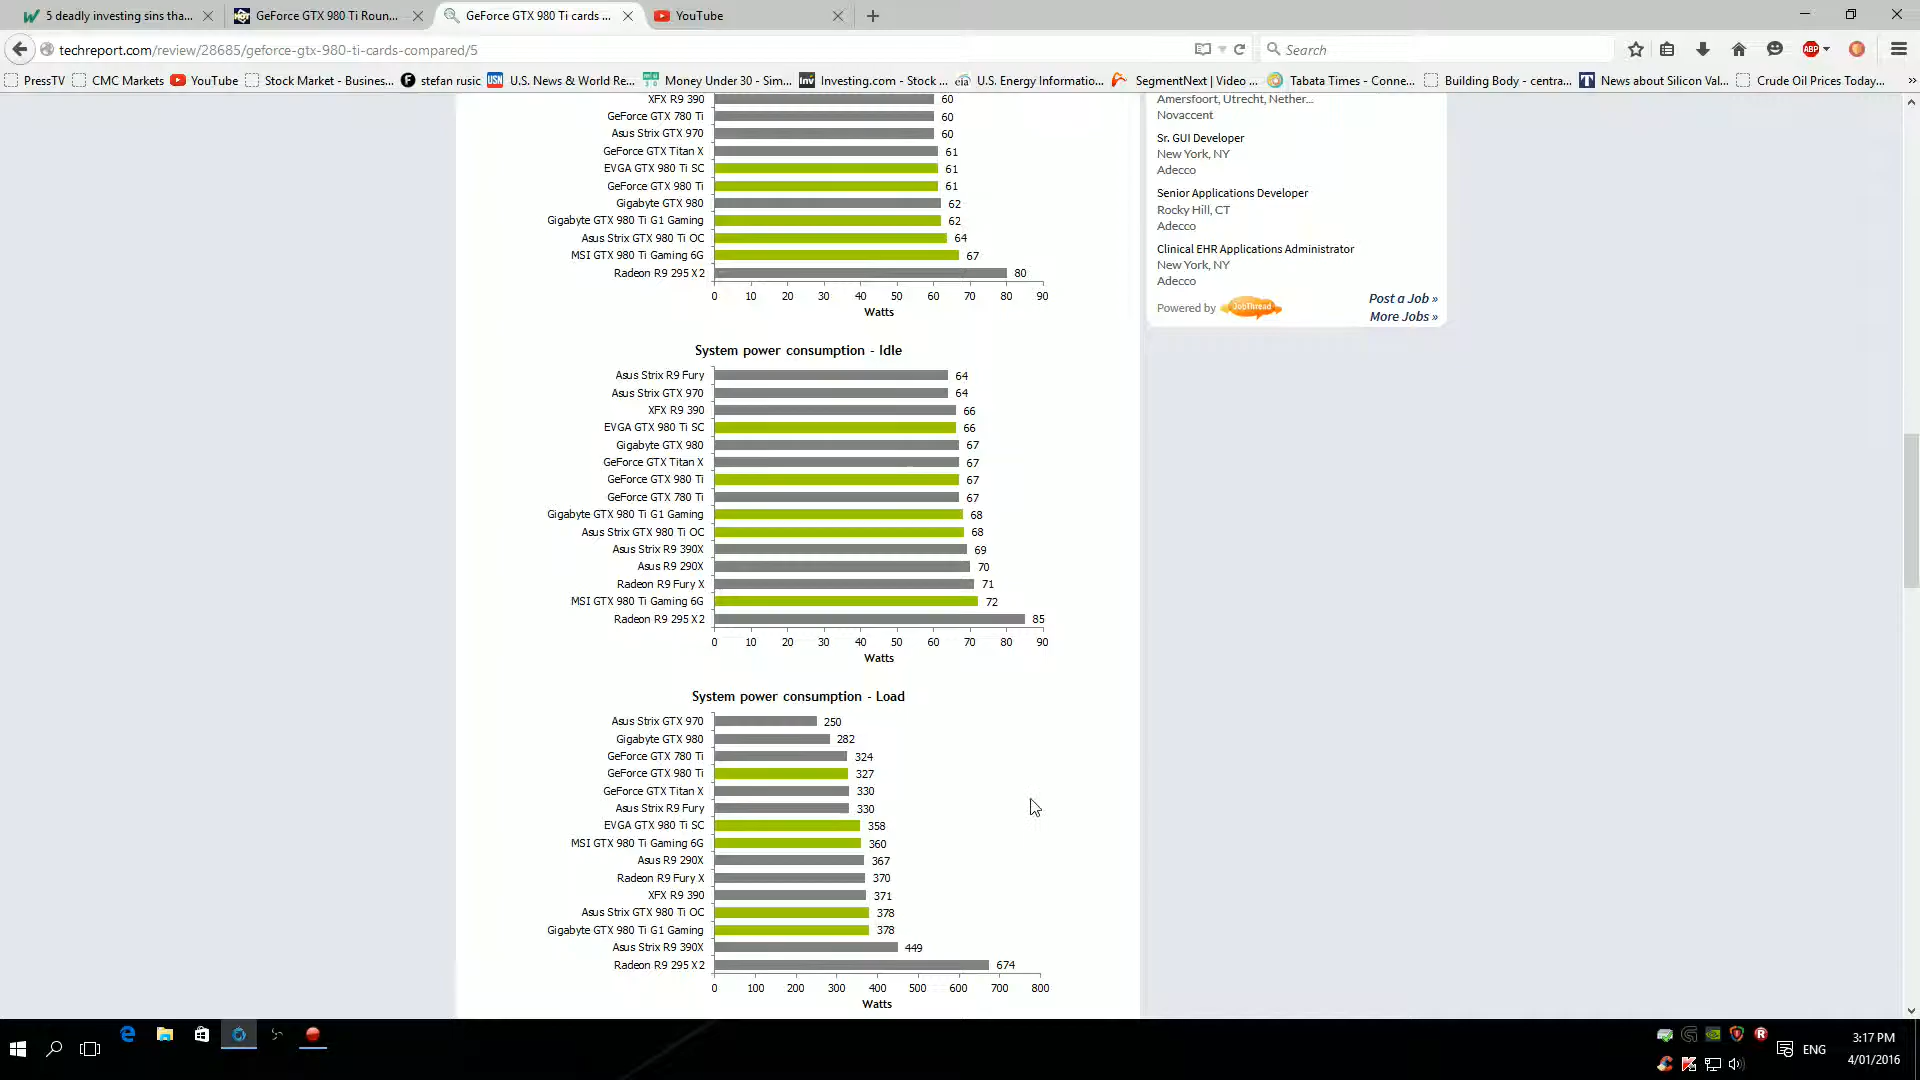 5 deadly investing sins tha...
GeForce GTX 980 Ti Roun...
GeForce GTX 980 Ti cards ...
YouTube
techreport.com/review/28685/geforce-gtx-980-ti-cards-compared/5
Search
ABP
PressTV
CMC Markets
YouTube
Stock Market - Busines...
stefan rusic
USN U.S. News & World Re...
Money Under 30 - Sim...
Inv Investing.com - Stock ...
eia U.S. Energy Informatio...
SegmentNext | Video ...
Tabata Times - Conne...
Building Body - centra...
T News about Silicon Val...
Crude Oil Prices Today...
XFX R9 390 60
GeForce GTX 780 Ti 60
Asus Strix GTX 970 60
GeForce GTX Titan X 61
EVGA GTX 980 Ti SC 61
GeForce GTX 980 Ti 61
Gigabyte GTX 980 62
Gigabyte GTX 980 Ti G1 Gaming 62
Asus Strix GTX 980 Ti OC 64
MSI GTX 980 Ti Gaming 6G 67
Radeon R9 295 X2 80
0 10 20 30 40 50 60 70 80 90
Watts
System power consumption - Idle
Asus Strix R9 Fury 64
Asus Strix GTX 970 64
XFX R9 390 66
EVGA GTX 980 Ti SC 66
Gigabyte GTX 980 67
GeForce GTX Titan X 67
GeForce GTX 980 Ti 67
GeForce GTX 780 Ti 67
Gigabyte GTX 980 Ti G1 Gaming 68
Asus Strix GTX 980 Ti OC 68
Asus Strix R9 390X 69
Asus R9 290X 70
Radeon R9 Fury X 71
MSI GTX 980 Ti Gaming 6G 72
Radeon R9 295 X2 85
0 10 20 30 40 50 60 70 80 90
Watts
System power consumption - Load
Asus Strix GTX 970 250
Gigabyte GTX 980 282
GeForce GTX 780 Ti 324
GeForce GTX 980 Ti 327
GeForce GTX Titan X 330
Asus Strix R9 Fury 330
EVGA GTX 980 Ti SC 358
MSI GTX 980 Ti Gaming 6G 360
Asus R9 290X 367
Radeon R9 Fury X 370
XFX R9 390 371
Asus Strix GTX 980 Ti OC 378
Gigabyte GTX 980 Ti G1 Gaming 378
Asus Strix R9 390X 449
Radeon R9 295 X2 674
0 100 200 300 400 500 600 700 800
Watts
Amersfoort, Utrecht, Nether...
Novaccent
Sr. GUI Developer
New York, NY
Adecco
Senior Applications Developer
Rocky Hill, CT
Adecco
Clinical EHR Applications Administrator
New York, NY
Adecco
Powered by JobThread
Post a Job »
More Jobs »
ENG
3:17 PM
4/01/2016